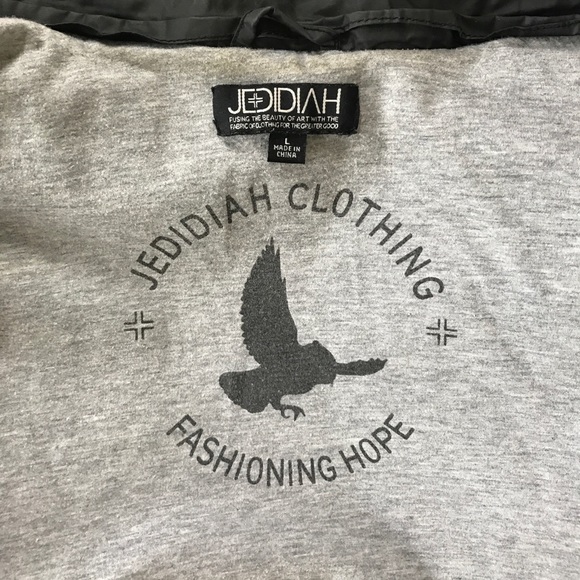 JEDIDIAH
FUSING THE BEAUTY OF ART WITH THE
FABRIC OF CLOTHING FOR THE GREATER GOOD
L
MADE IN
CHINA
JEDIDIAH CLOTHING
FASHIONING HOPE